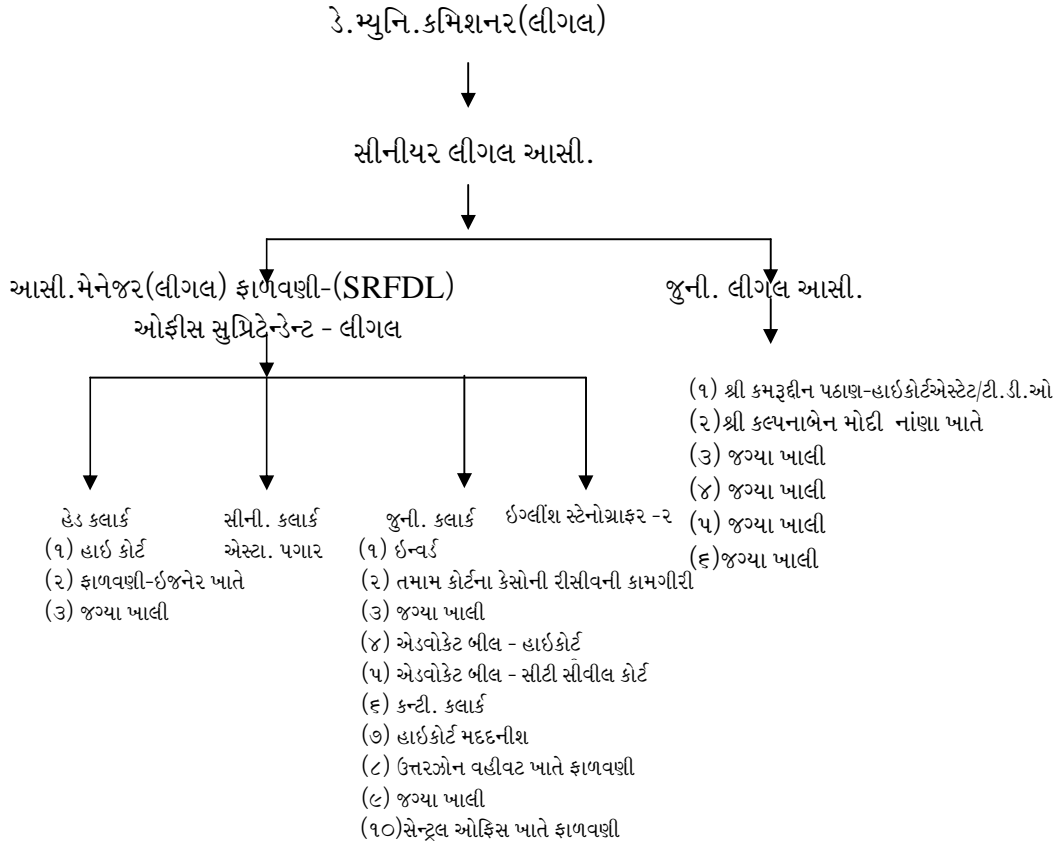 ડે.મ્યુનિ.કમિશનર(લીગલ)
સીનીયર લીગલ આસી.
આસી.મેનેજર(લીગલ) ફાળવણી-(SRFDL)
ઓફીસ સુપ્રિટેન્ડેન્ટ - લીગલ
જુની. લીગલ આસી.
(૧) શ્રી કમરૂદ્દીન પઠાણ-હાઇકોર્ટએસ્ટેટ/ટી.ડી.ઓ
(૨)શ્રી કલ્પનાબેન મોદી નાંણા ખાતે
(૩) જગ્યા ખાલી
(૪) જગ્યા ખાલી
(૫) જગ્યા ખાલી
(૬)જગ્યા ખાલી
હેડ કલાર્ક
(૧) હાઇ કોર્ટ
(૨) ફાળવણી-ઇજનેર ખાતે
(૩) જગ્યા ખાલી
સીની. કલાર્ક
એસ્ટા. પગાર
જુની. કલાર્ક
(૧) ઇન્વર્ડ
(૨) તમામ કોર્ટના કેસોની રીસીવની કામગીરી
(૩) જગ્યા ખાલી
(૪) એડવોકેટ બીલ - હાઇકોર્ટ
(૫) એડવોકેટ બીલ - સીટી સીવીલ કોર્ટ
(૬) કન્ટી. કલાર્ક
(૭) હાઇકોર્ટ મદદનીશ
(૮) ઉત્તરઝોન વહીવટ ખાતે ફાળવણી
(૯) જગ્યા ખાલી
(૧૦)સેન્ટ્રલ ઓફિસ ખાતે ફાળવણી
ઇંગ્લીંશ સ્ટેનોગ્રાફર -૨